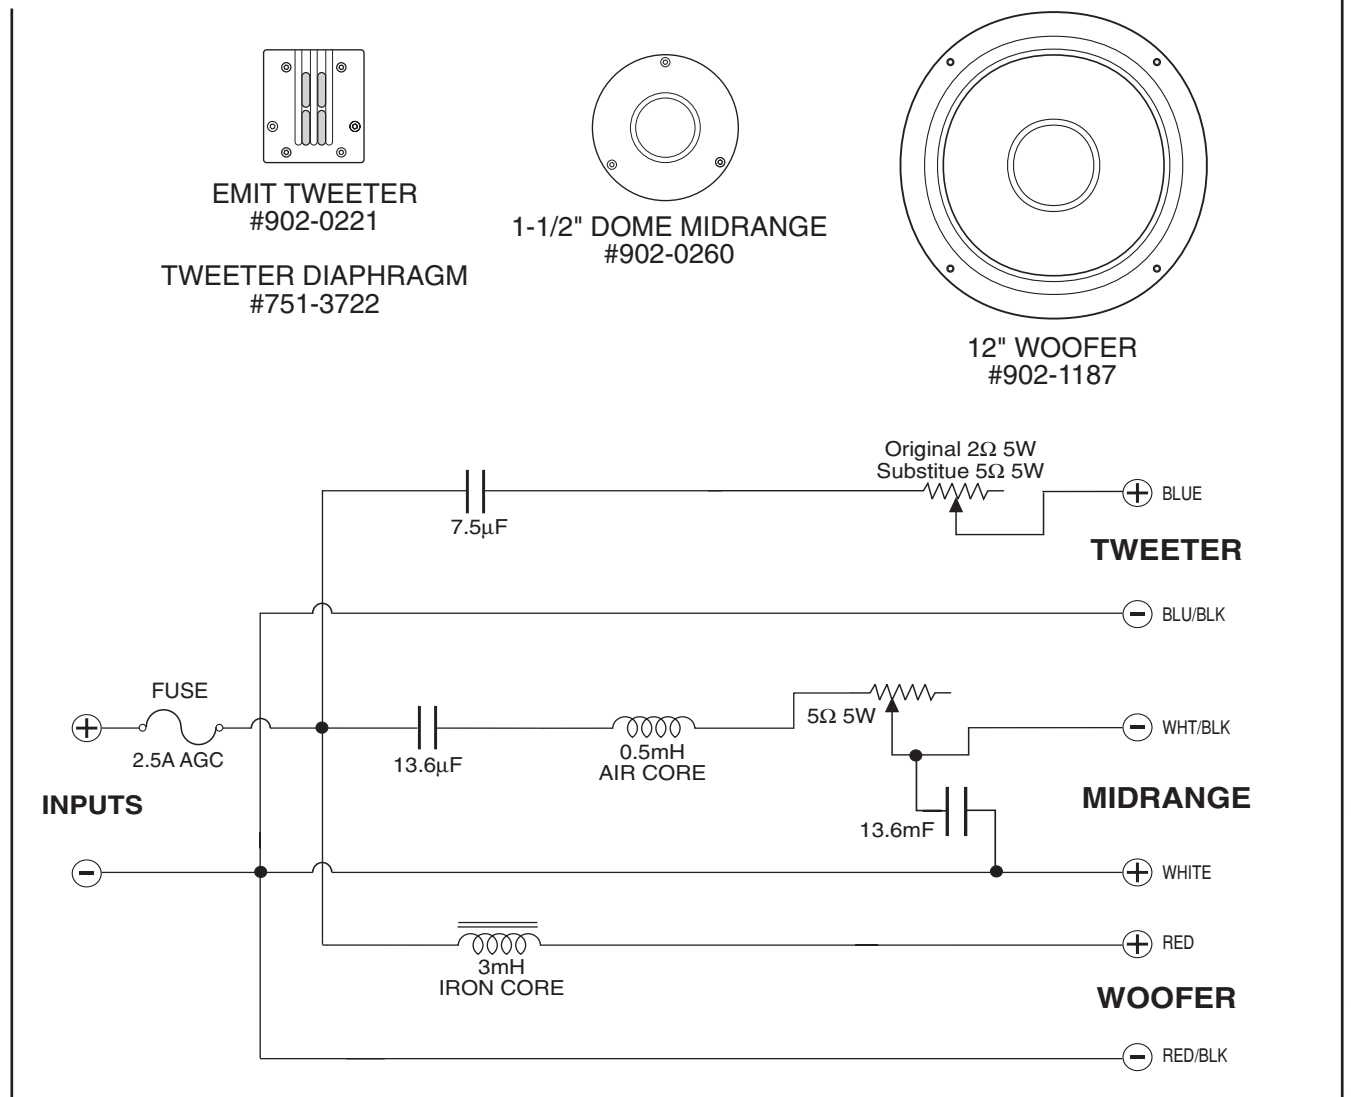 EMIT TWEETER
#902-0221
TWEETER DIAPHRAGM
#751-3722
1-1/2" DOME MIDRANGE
#902-0260
12" WOOFER
#902-1187
Original 2Ω 5W
Substitue 5Ω 5W
7.5µF
BLUE
TWEETER
BLU/BLK
FUSE
2.5A AGC
13.6µF
0.5mH
AIR CORE
5Ω 5W
WHT/BLK
INPUTS
MIDRANGE
13.6mF
WHITE
RED
3mH
IRON CORE
WOOFER
RED/BLK